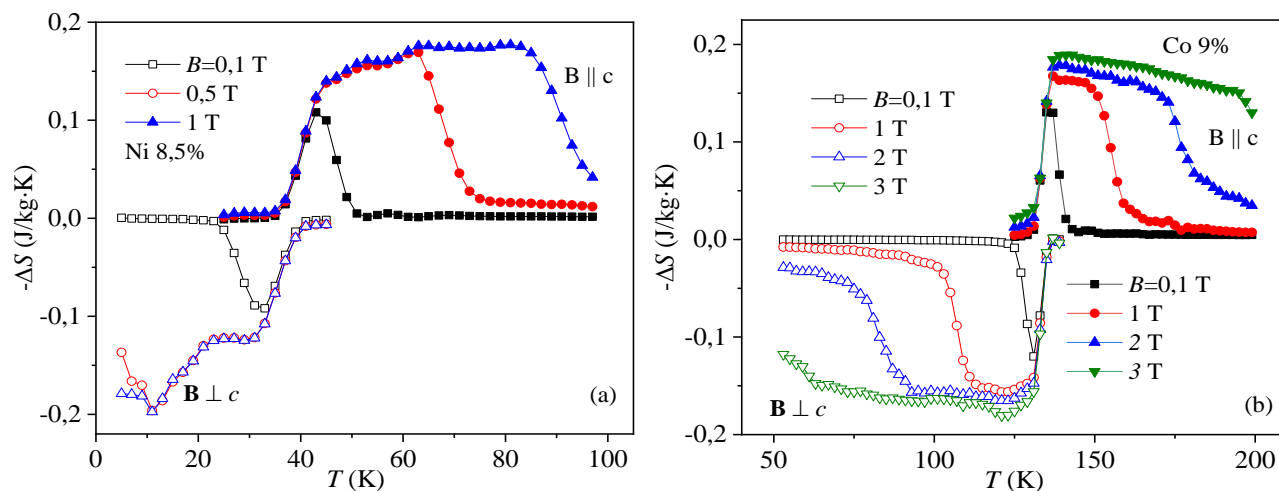 0,2
0,1
0,0
-0,1
-0,2
-ΔS (J/kg·K)
B=0,1 T
0,5 T
1 T
Ni 8,5%
B || c
B ⊥ c
(a)
0 20 40 60 80 100
T (K)
0,2
0,1
0,0
-0,1
-0,2
-ΔS (J/kg·K)
Co 9%
B=0,1 T
1 T
2 T
3 T
B || c
B=0,1 T
1 T
2 T
3 T
B ⊥ c
(b)
50 100 150 200
T (K)